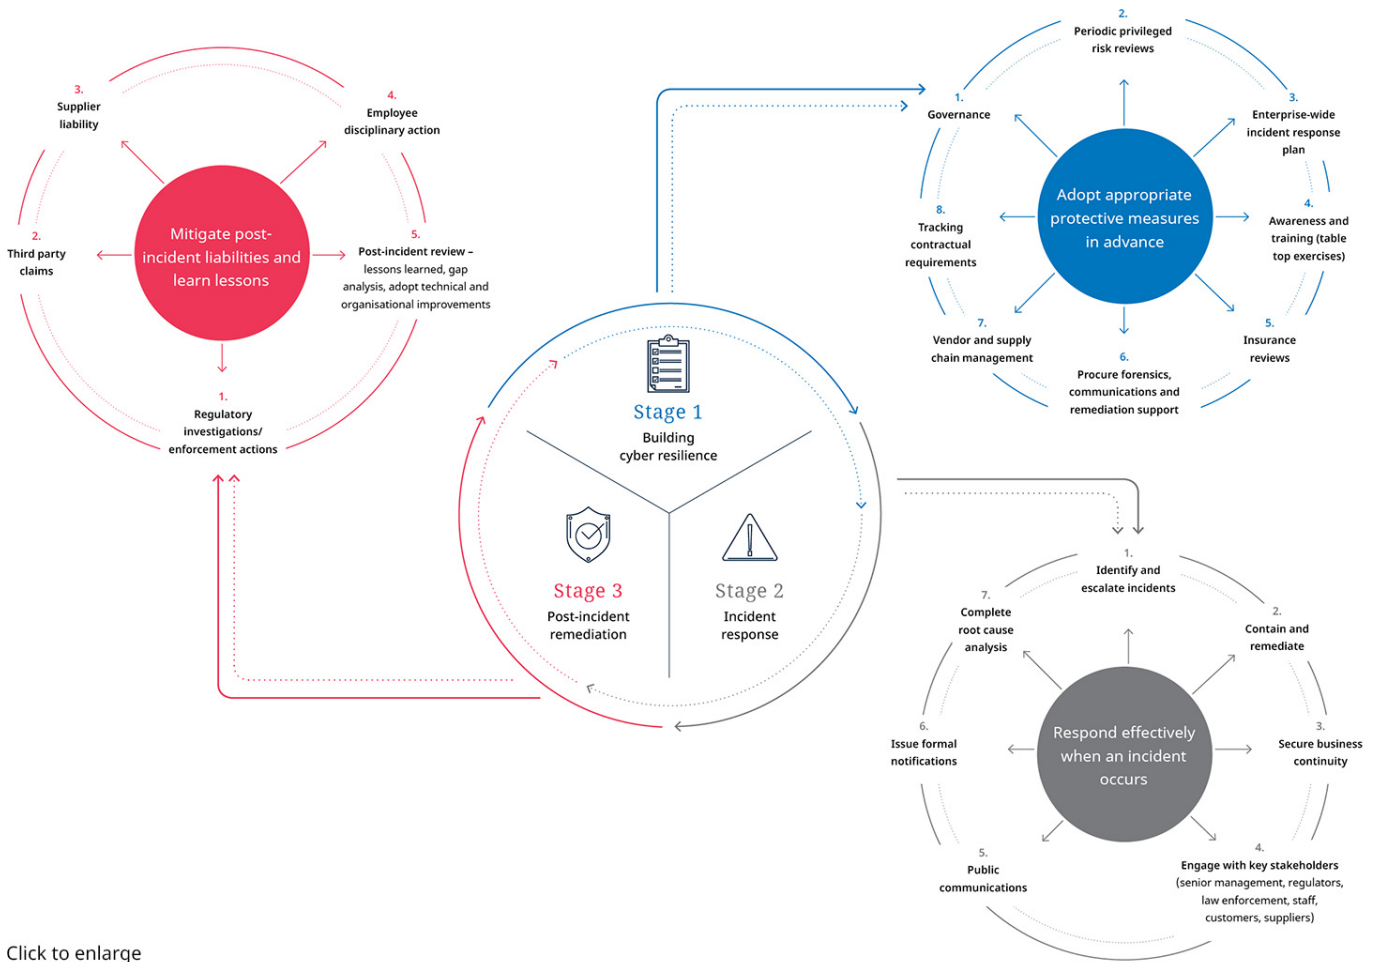 3.
Supplier
liability
4.
Employee
disciplinary action
2.
Third party
claims
Mitigate post-
incident liabilities and
learn lessons
5.
Post-incident review –
lessons learned, gap
analysis, adopt technical and
organisational improvements
1.
Regulatory
investigations/
enforcement actions
2.
Periodic privileged
risk reviews
1.
Governance
3.
Enterprise-wide
incident response
plan
Adopt appropriate
protective measures
in advance
8.
Tracking
contractual
requirements
4.
Awareness and
training (table
top exercises)
7.
Vendor and supply
chain management
5.
Insurance
reviews
6.
Procure forensics,
communications and
remediation support
Stage 1
Building
cyber resilience
Stage 3
Post-incident
remediation
Stage 2
Incident
response
1.
Identify and
escalate incidents
7.
Complete
root cause
analysis
2.
Contain and
remediate
6.
Issue formal
notifications
Respond effectively
when an incident
occurs
3.
Secure business
continuity
5.
Public
communications
4.
Engage with key stakeholders
(senior management, regulators,
law enforcement, staff,
customers, suppliers)
Click to enlarge